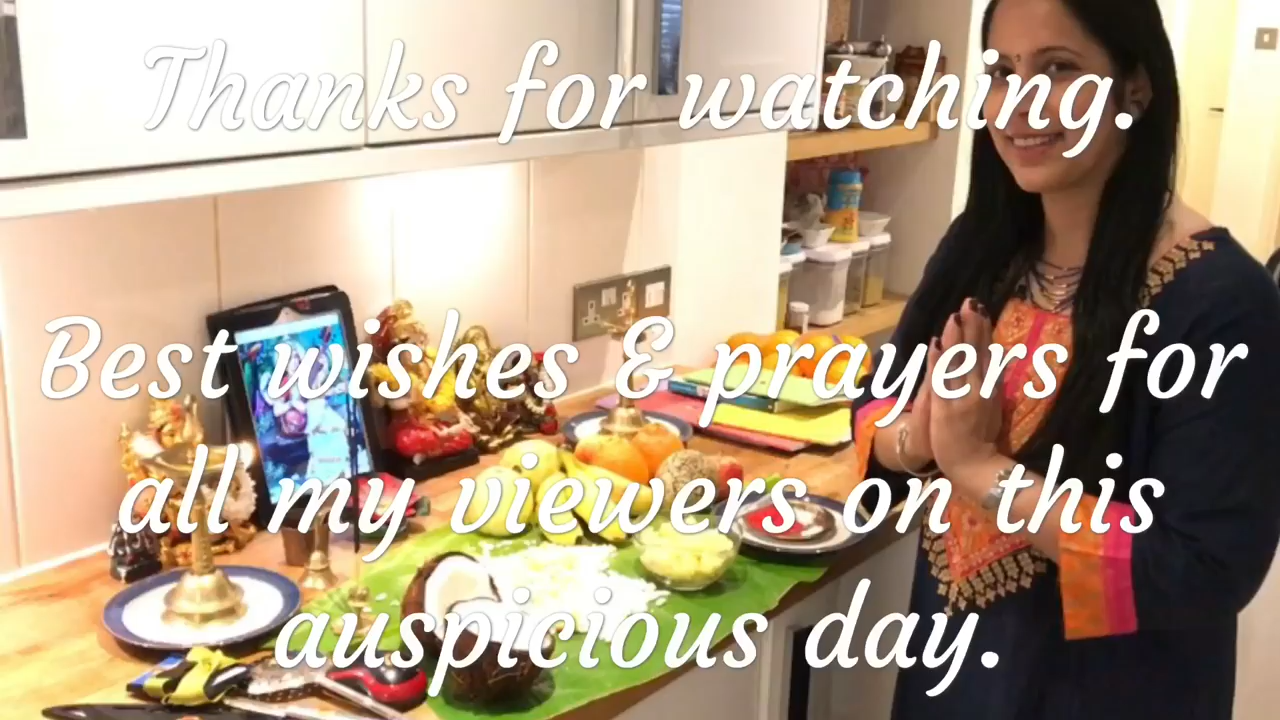 Thanks for watching.
Best wishes & prayers for
all my viewers on this
auspicious day.